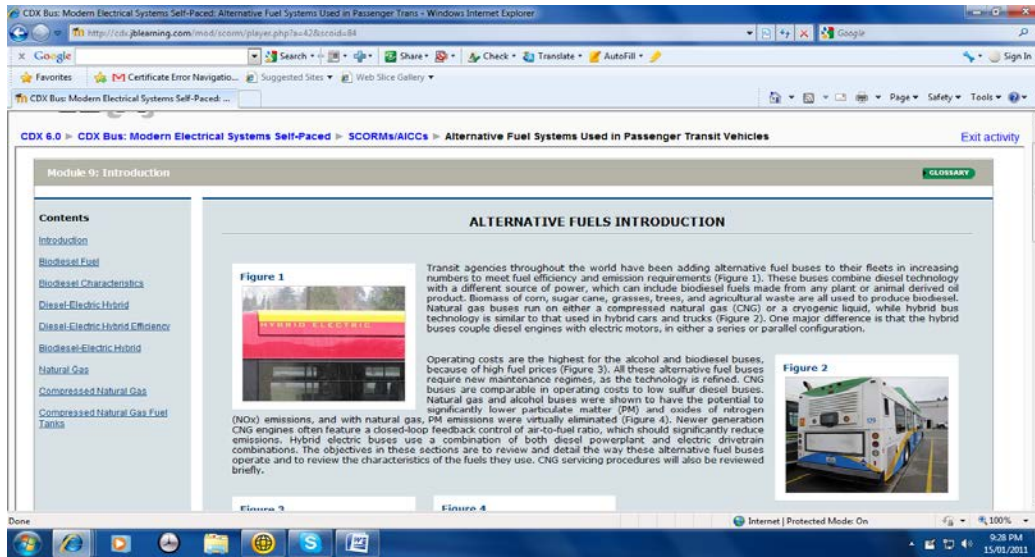 CDX Bus: Modern Electrical Systems Self-Paced: Alternative Fuel Systems Used in Passenger Trans - Windows Internet Explorer
http://cdx.jblearning.com/mod/scorm/player.php?a=42&scoid=84
Google
x Google Search Share Check Translate AutoFill Sign In
Favorites Certificate Error Navigatio... Suggested Sites Web Slice Gallery
CDX Bus: Modern Electrical Systems Self-Paced: ... Page Safety Tools
CDX 6.0 ► CDX Bus: Modern Electrical Systems Self-Paced ► SCORMs/AICCs ► Alternative Fuel Systems Used in Passenger Transit Vehicles
Exit activity
Module 9: Introduction
GLOSSARY
Contents
Introduction
Biodiesel Fuel
Biodiesel Characteristics
Diesel-Electric Hybrid
Diesel-Electric Hybrid Efficiency
Biodiesel-Electric Hybrid
Natural Gas
Compressed Natural Gas
Compressed Natural Gas Fuel
Tanks
ALTERNATIVE FUELS INTRODUCTION
Figure 1
HYBRID ELECTRIC
Transit agencies throughout the world have been adding alternative fuel buses to their fleets in increasing
numbers to meet fuel efficiency and emission requirements (Figure 1). These buses combine diesel technology
with a different source of power, which can include biodiesel fuels made from any plant or animal derived oil
product. Biomass of corn, sugar cane, grasses, trees, and agricultural waste are all used to produce biodiesel.
Natural gas buses run on either a compressed natural gas (CNG) or a cryogenic liquid, while hybrid bus
technology is similar to that used in hybrid cars and trucks (Figure 2). One major difference is that the hybrid
buses couple diesel engines with electric motors, in either a series or parallel configuration.
Operating costs are the highest for the alcohol and biodiesel buses,
because of high fuel prices (Figure 3). All these alternative fuel buses
require new maintenance regimes, as the technology is refined. CNG
buses are comparable in operating costs to low sulfur diesel buses.
Natural gas and alcohol buses were shown to have the potential to
significantly lower particulate matter (PM) and oxides of nitrogen
(NOx) emissions, and with natural gas, PM emissions were virtually eliminated (Figure 4). Newer generation
CNG engines often feature a closed-loop feedback control of air-to-fuel ratio, which should significantly reduce
emissions. Hybrid electric buses use a combination of both diesel powerplant and electric drivetrain
combinations. The objectives in these sections are to review and detail the way these alternative fuel buses
operate and to review the characteristics of the fuels they use. CNG servicing procedures will also be reviewed
briefly.
Figure 2
Figure 3
Figure 4
Done
Internet | Protected Mode: On
100%
9:28 PM
15/01/2011